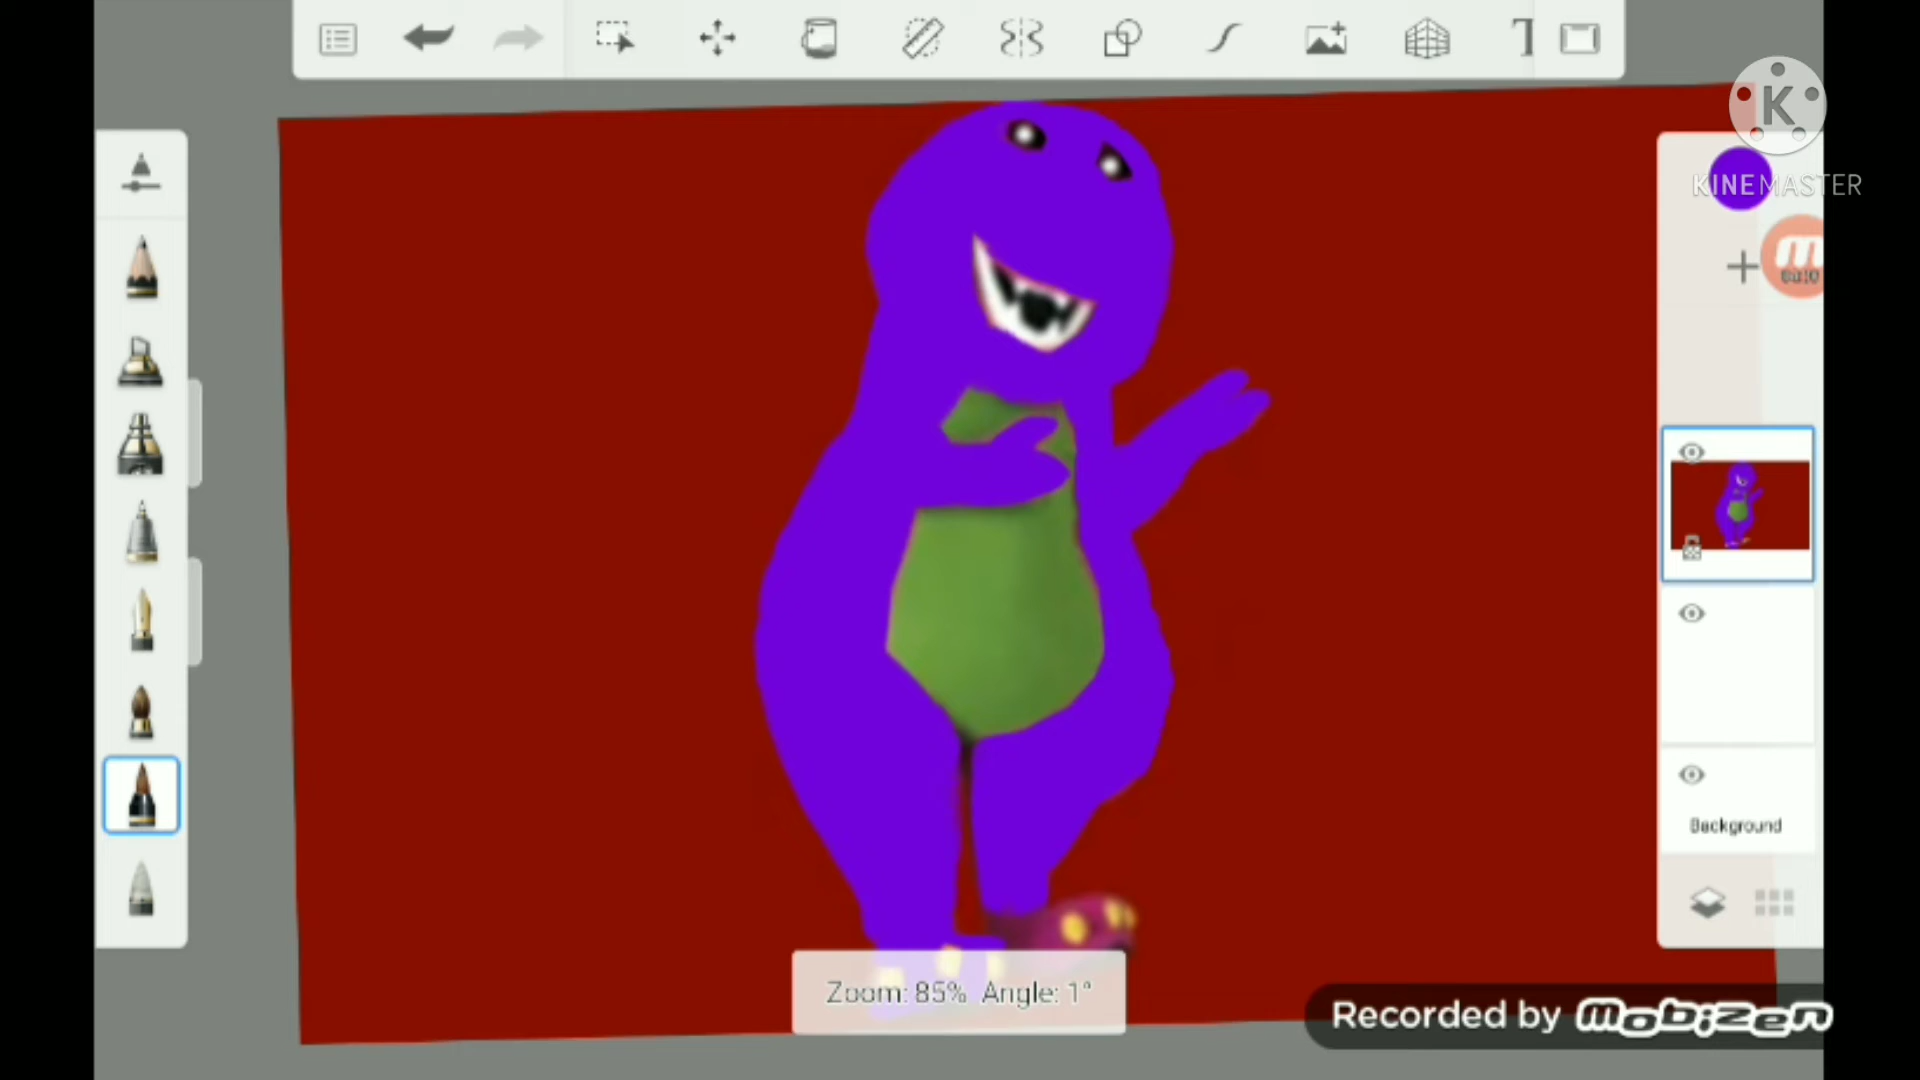 T
K
KINEMASTER
Background
Zoom: 85% Angle: 1°
Recorded by mobizen